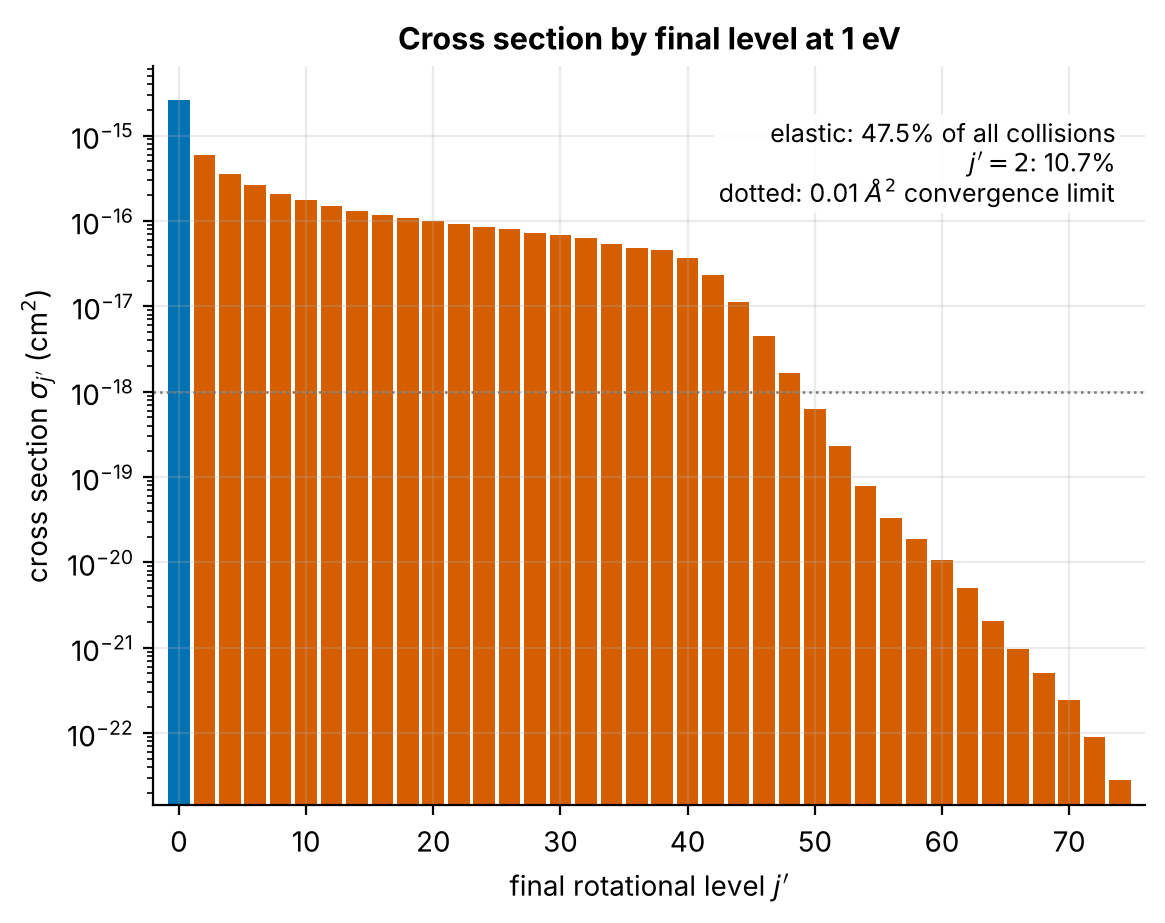 Cross section by final level at 1 eV
elastic: 47.5% of all collisions
j′ = 2: 10.7%
dotted: 0.01 Å² convergence limit
cross section σ_j′ (cm²)
10⁻¹⁵
10⁻¹⁶
10⁻¹⁷
10⁻¹⁸
10⁻¹⁹
10⁻²⁰
10⁻²¹
10⁻²²
0 10 20 30 40 50 60 70
final rotational level j′